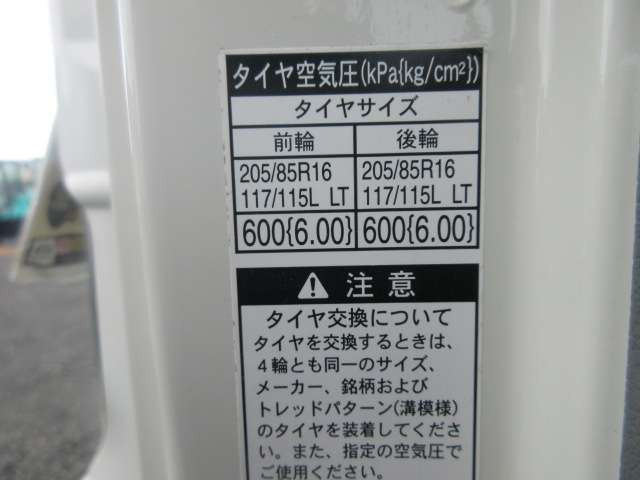 タイヤ空気圧(kPa{kg/cm²})
タイヤサイズ
前輪 後輪
205/85R16 205/85R16
117/115L LT 117/115L LT
600{6.00} 600{6.00}
注意
タイヤ交換について
タイヤを交換するときは、
4輪とも同一のサイズ、
メーカー、銘柄および
トレッドパターン(溝模様)
のタイヤを装着してくださ
い。また、指定の空気圧で
ご使用ください。